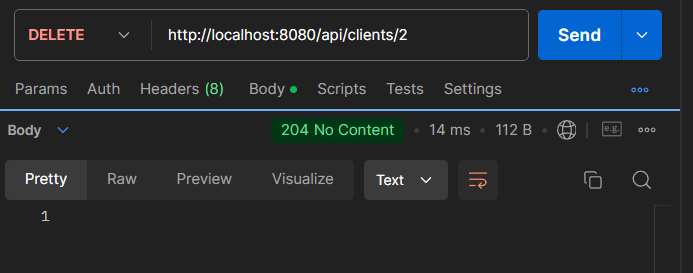 DELETE http://localhost:8080/api/clients/2 Send
Params Auth Headers (8) Body Scripts Tests Settings
Body 204 No Content 14 ms 112 B e.g.
Pretty Raw Preview Visualize Text
1